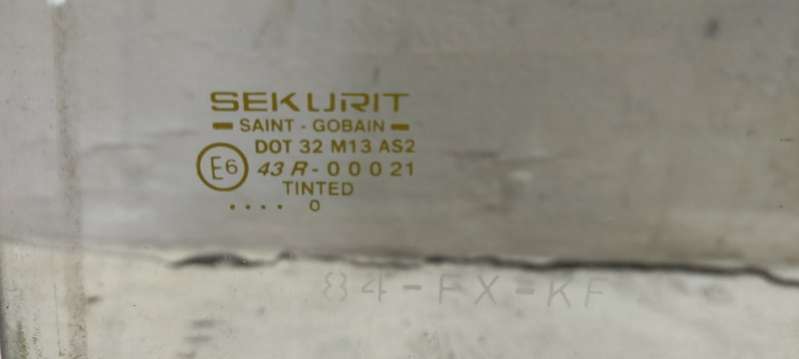 SEKURIT
SAINT - GOBAIN
DOT 32 M13 AS2
E6 43 R - 00021
TINTED
.... 0
84-FX-KF